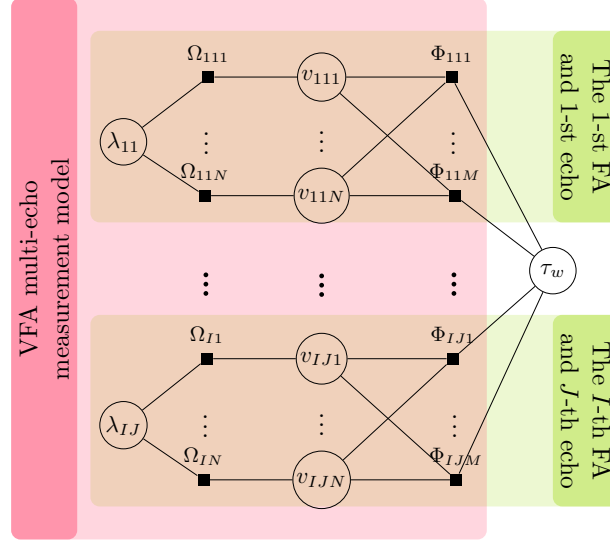 VFA multi-echo
measurement model
Ω111
v111
Φ111
λ11
Ω11N
v11N
Φ11M
The 1-st FA
and 1-st echo
τw
ΩI1
vIJ1
ΦIJ1
λIJ
ΩIN
vIJN
ΦIJM
The I-th FA
and J-th echo